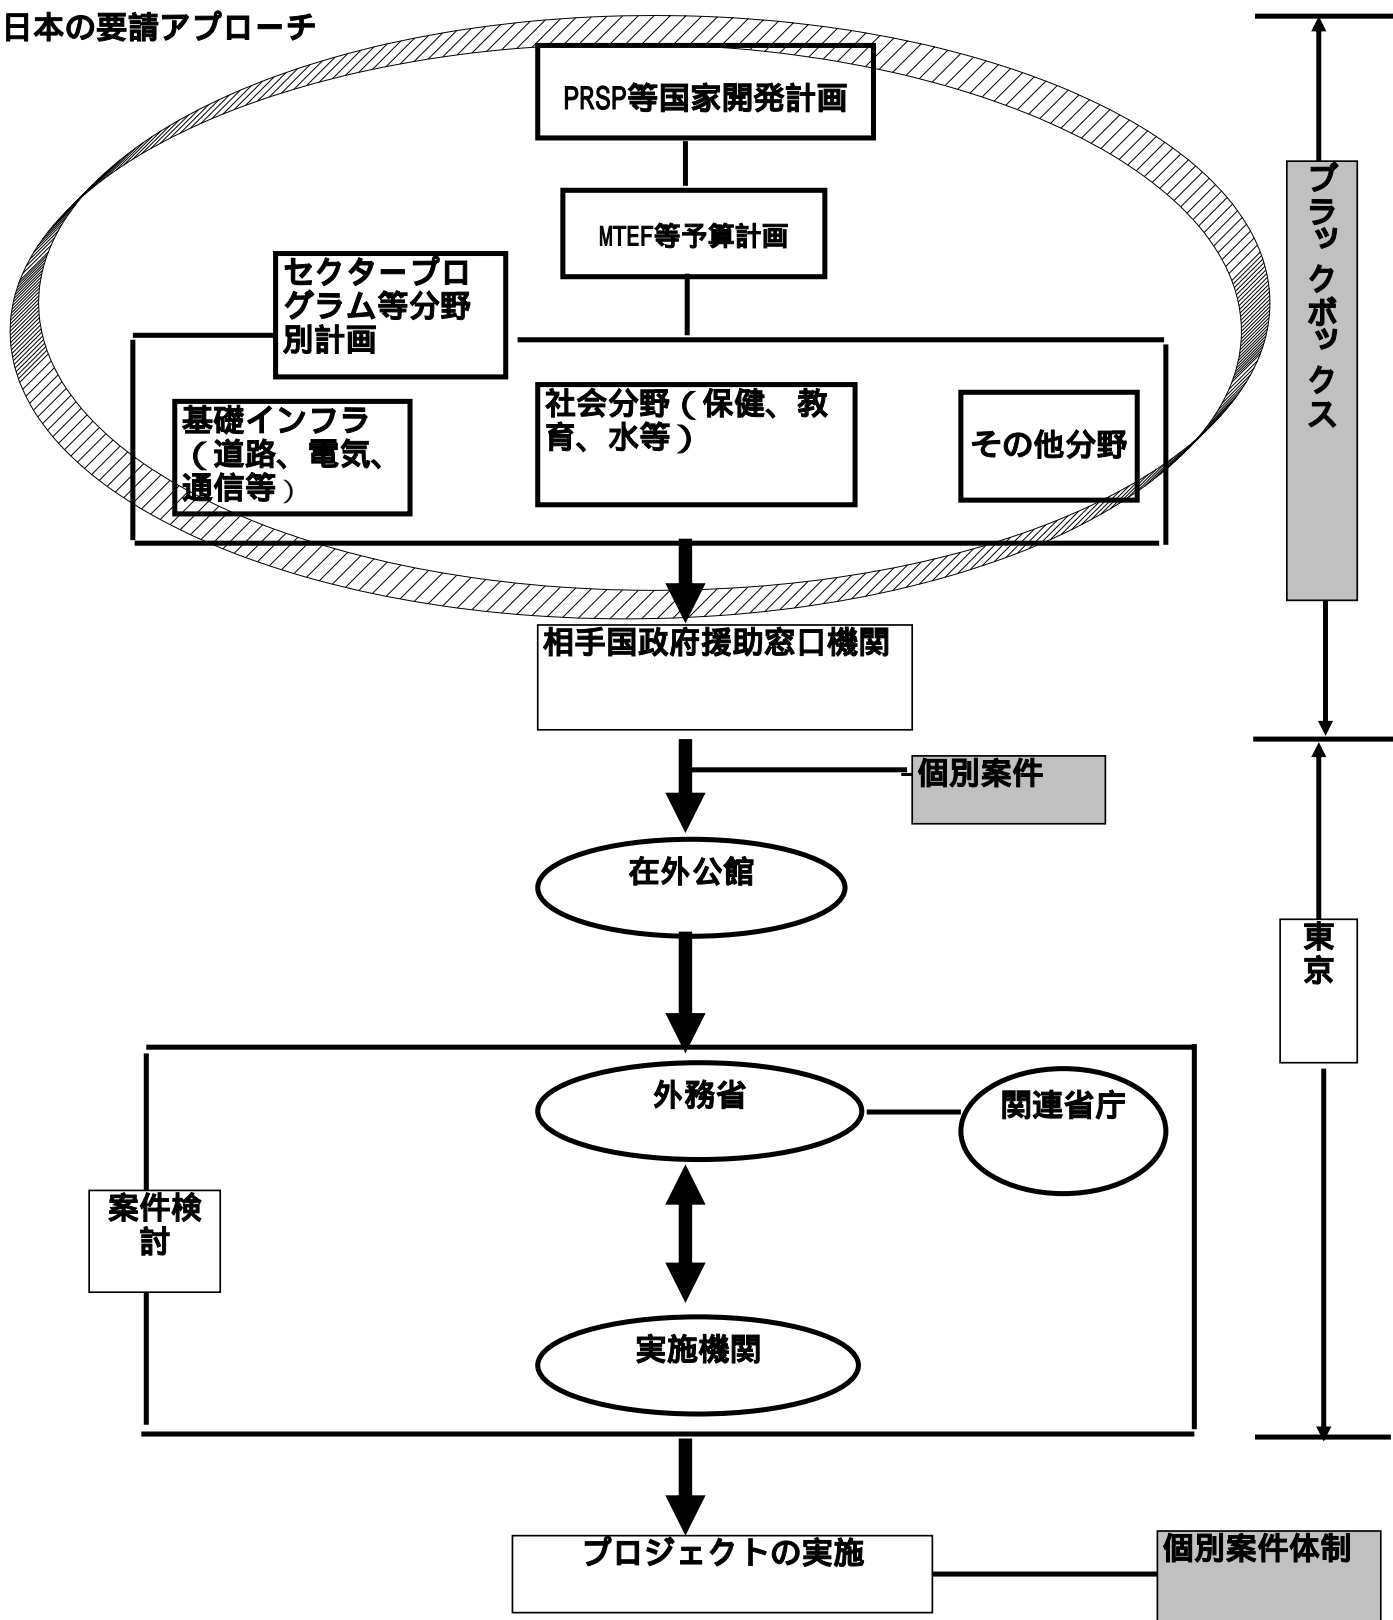 日本の要請アプローチ
PRSP等国家開発計画
MTEF等予算計画
セクタープロ
グラム等分野
別計画
基礎インフラ
（道路、電気、
通信等）
社会分野（保健、教
育、水等）
その他分野
ブラックボックス
相手国政府援助窓口機関
個別案件
在外公館
東
京
外務省
関連省庁
案件検
討
実施機関
プロジェクトの実施
個別案件体制